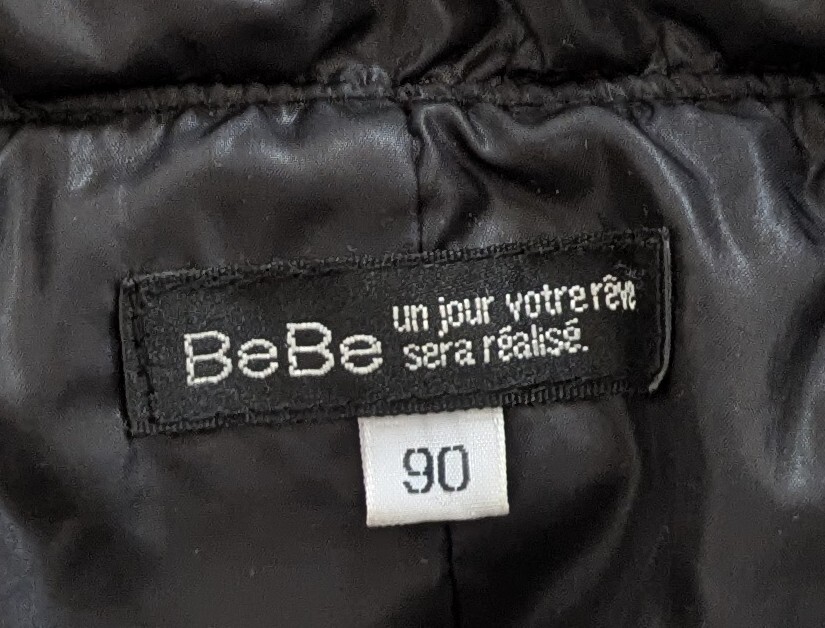 BeBe
un jour votre rêve
sera réalisé.
90